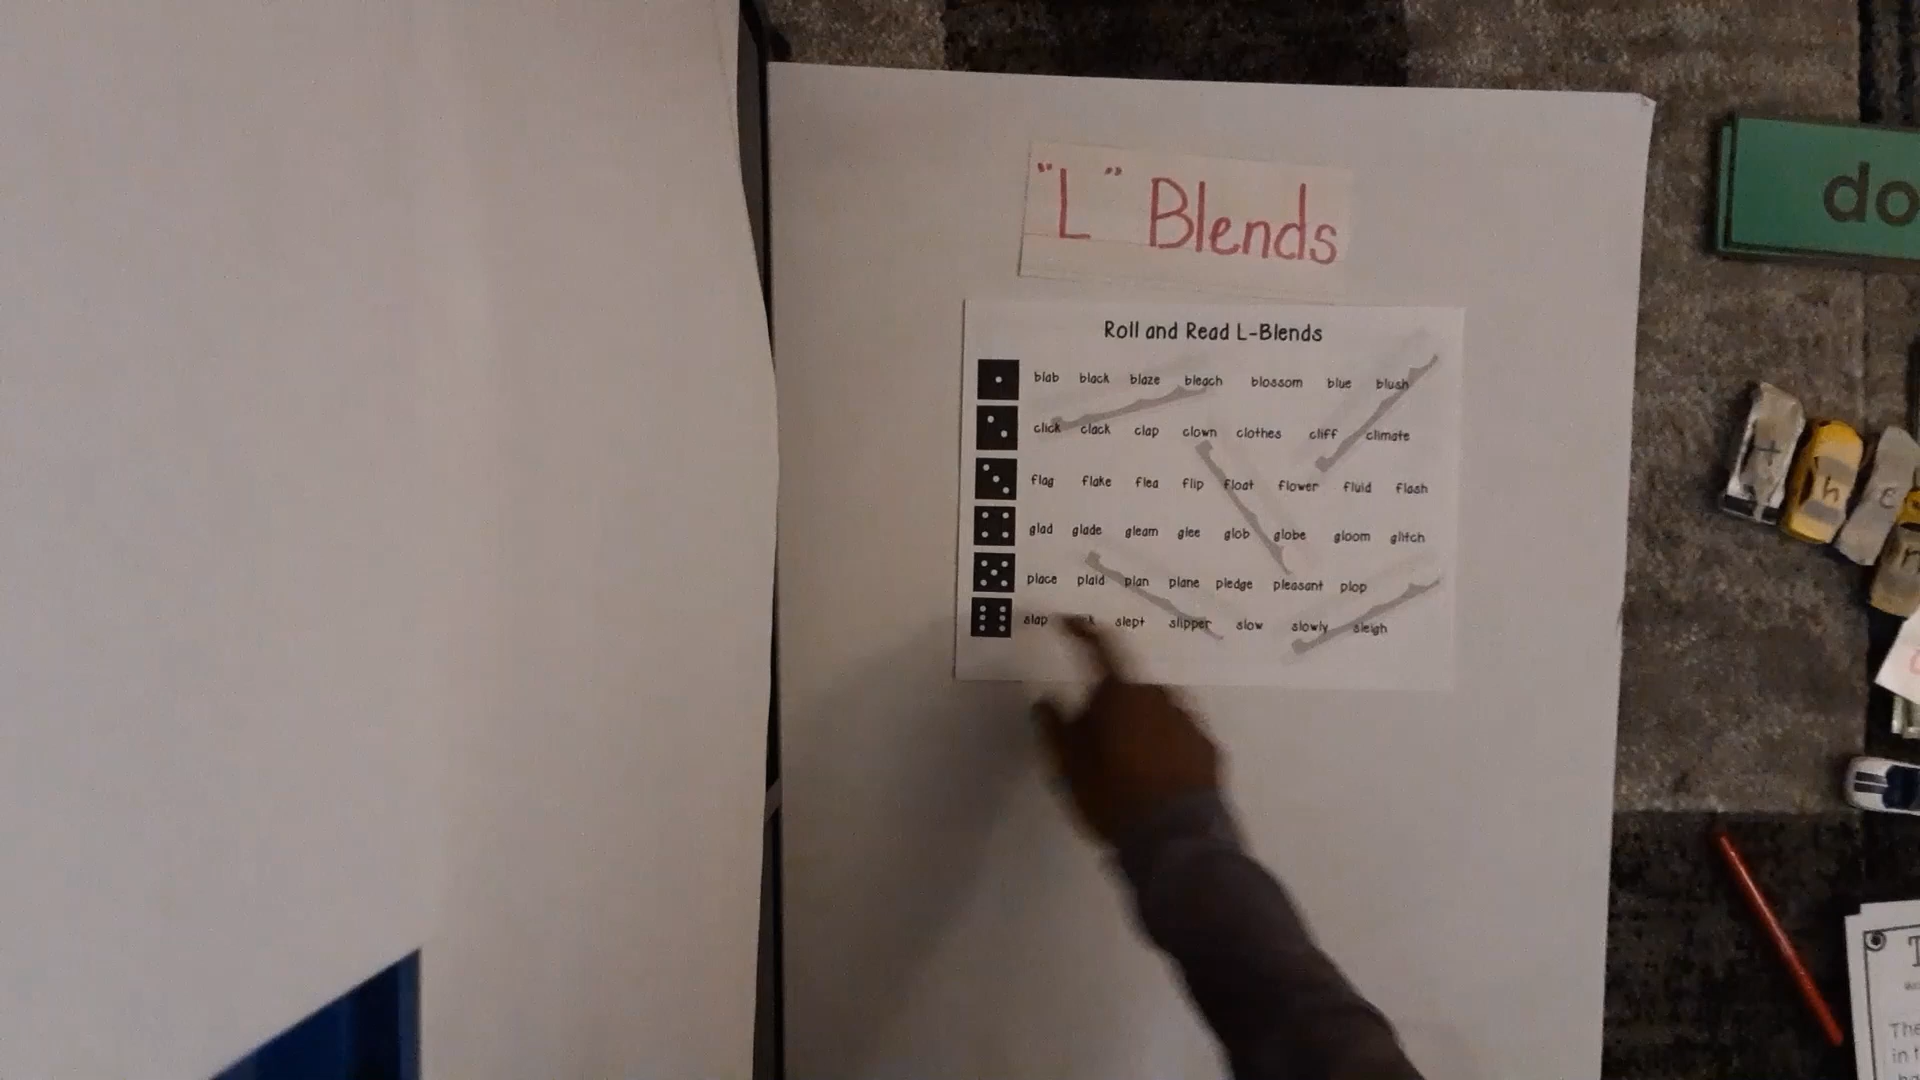 "L" Blends
Roll and Read L-Blends
blab black blaze bleach blossom blue blush
click clack clap clown clothes cliff climate
flag flake flea flip float flower fluid flash
glad glade gleam glee glob globe gloom glitch
place plaid plan plane pledge pleasant plop
slap slept slipper slow slowly sleigh
do
t
h
e
The
in